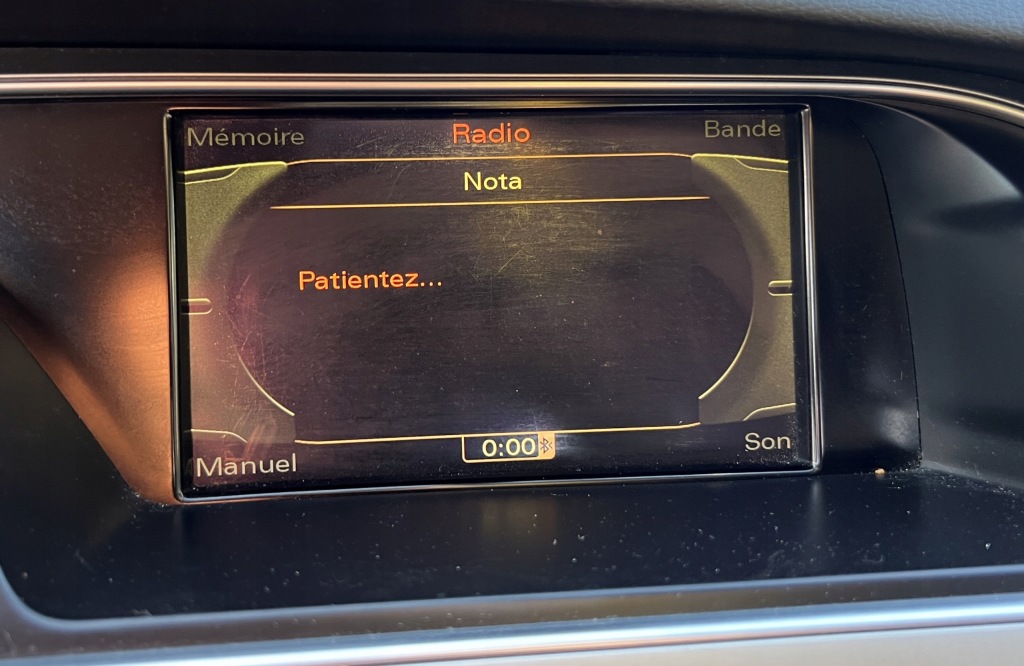 Mémoire Radio Bande
Nota
Patientez...
Manuel 0:00 Son